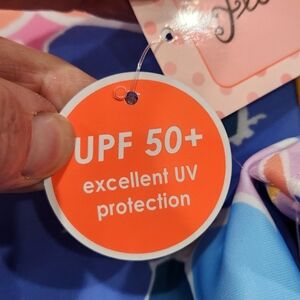 UPF 50+
excellent UV
protection